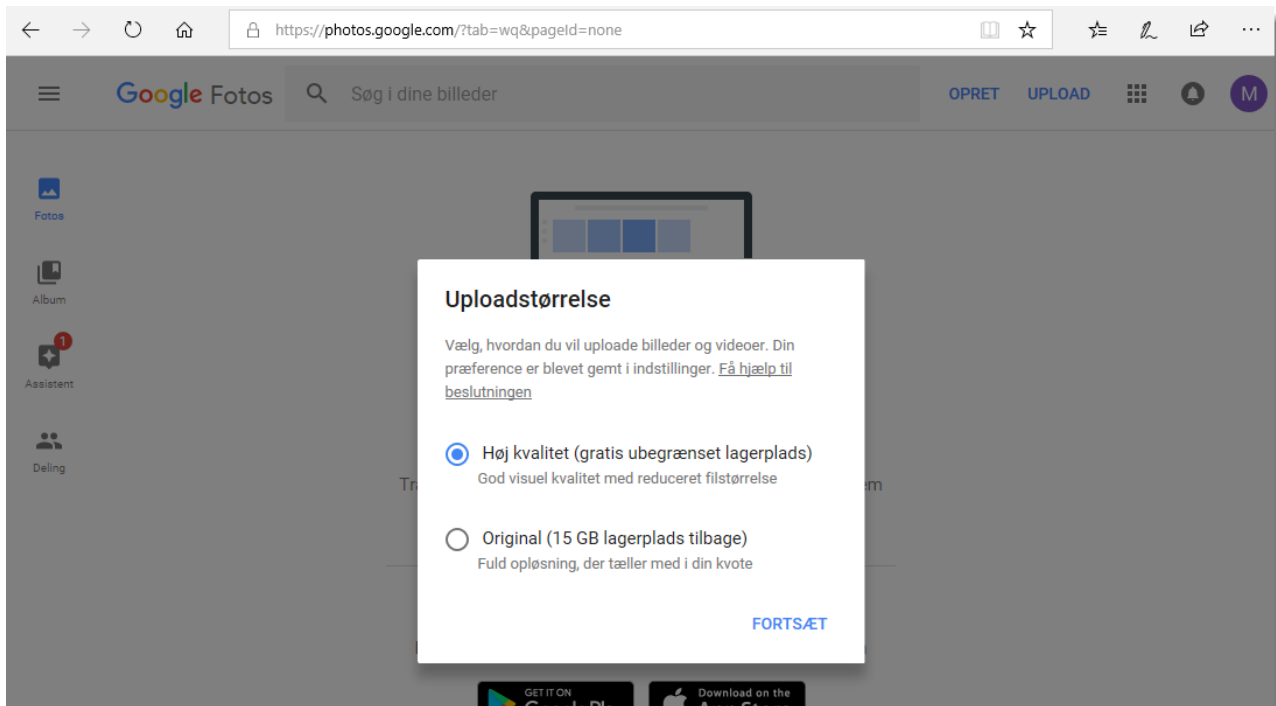 https://photos.google.com/?tab=wq&pageId=none
Google Fotos
Søg i dine billeder
OPRET
UPLOAD
M
Fotos
Album
1
Assistent
Deling
Uploadstørrelse
Vælg, hvordan du vil uploade billeder og videoer. Din
præference er blevet gemt i indstillinger. Få hjælp til
beslutningen
Høj kvalitet (gratis ubegrænset lagerplads)
God visuel kvalitet med reduceret filstørrelse
Original (15 GB lagerplads tilbage)
Fuld opløsning, der tæller med i din kvote
FORTSÆT
GET IT ON
Download on the